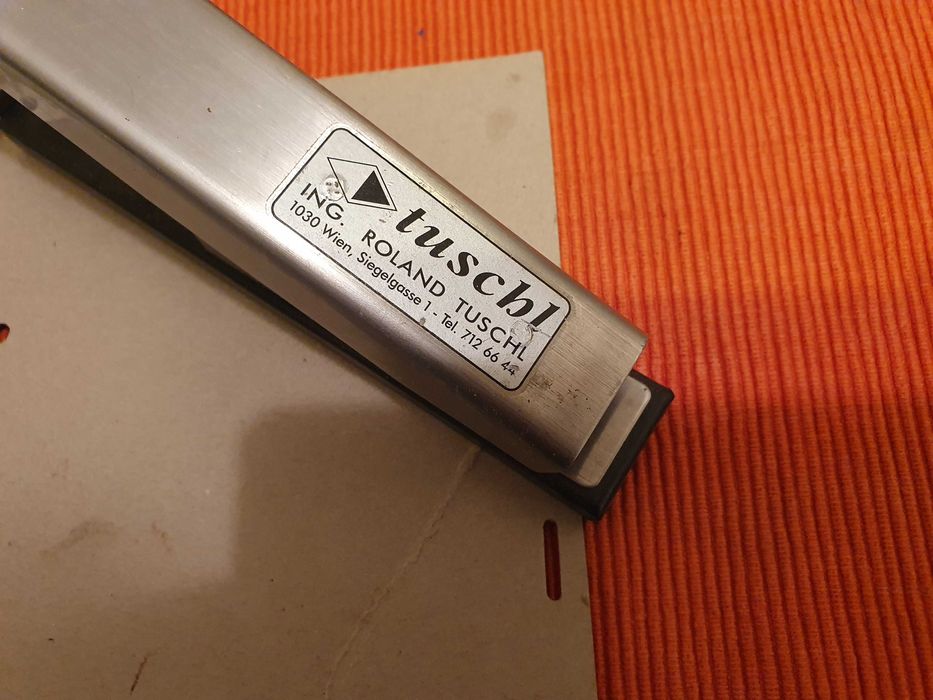 tuschl
ING. ROLAND TUSCHL
1030 Wien, Siegelgasse 1 - Tel. 712 66 44